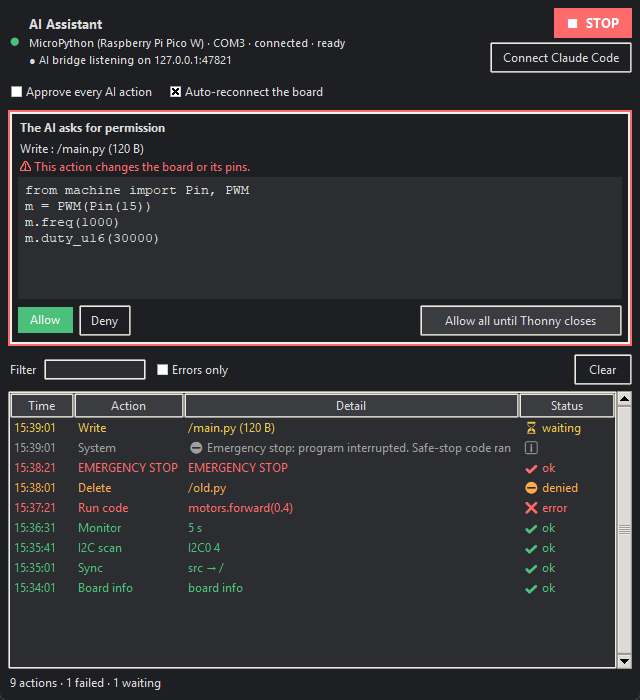 AI Assistant
STOP
MicroPython (Raspberry Pi Pico W) · COM3 · connected · ready
● AI bridge listening on 127.0.0.1:47821
Connect Claude Code
Approve every AI action
Auto-reconnect the board
The AI asks for permission
Write : /main.py (120 B)
⚠ This action changes the board or its pins.
from machine import Pin, PWM
m = PWM(Pin(15))
m.freq(1000)
m.duty_u16(30000)
Allow
Deny
Allow all until Thonny closes
Filter
Errors only
Clear
Time Action Detail Status
15:39:01 Write /main.py (120 B) ⏳ waiting
15:39:01 System ⛔ Emergency stop: program interrupted. Safe-stop code ran ℹ
15:38:21 EMERGENCY STOP EMERGENCY STOP ✔ ok
15:38:01 Delete /old.py ⛔ denied
15:37:21 Run code motors.forward(0.4) ❌ error
15:36:31 Monitor 5 s ✔ ok
15:35:41 I2C scan I2C0 4 ✔ ok
15:35:01 Sync src → / ✔ ok
15:34:01 Board info board info ✔ ok
9 actions · 1 failed · 1 waiting